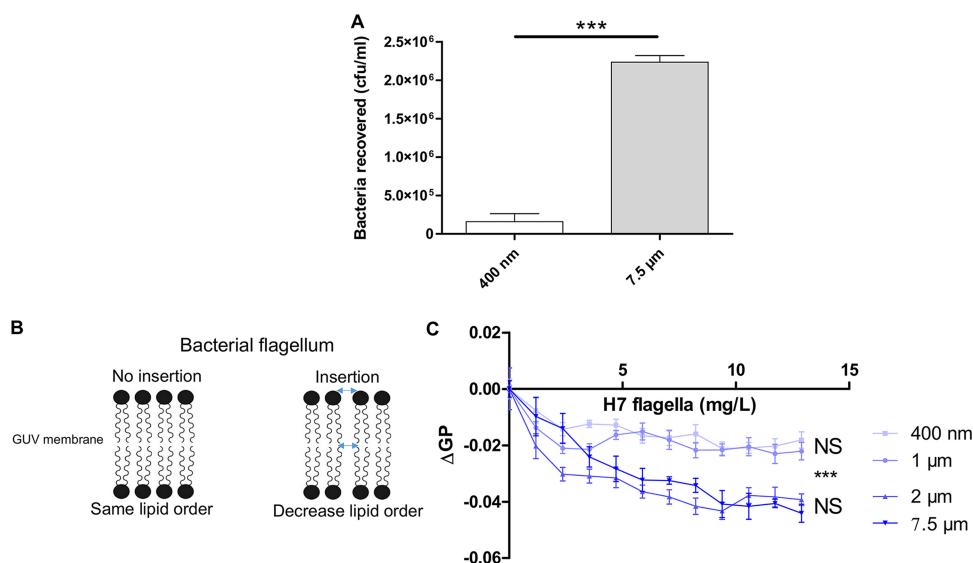 A
***
Bacteria recovered (cfu/ml)
2.5×10⁶
2.0×10⁶
1.5×10⁶
1.0×10⁶
5.0×10⁵
0
400 nm
7.5 µm
B
Bacterial flagellum
No insertion
Insertion
GUV membrane
Same lipid order
Decrease lipid order
C
0.02
0.00
-0.02
-0.04
-0.06
ΔGP
5
10
15
H7 flagella (mg/L)
NS
***
NS
400 nm
1 µm
2 µm
7.5 µm